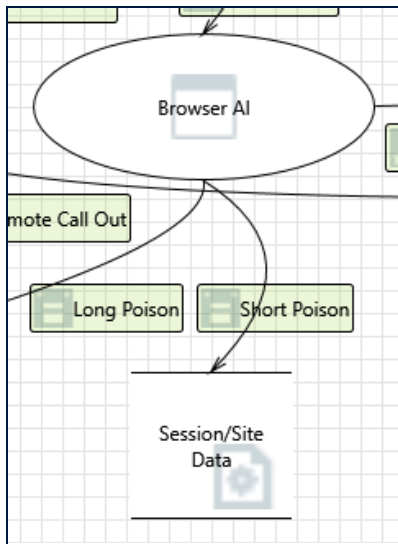 Browser AI
mote Call Out
Long Poison
Short Poison
Session/Site
Data